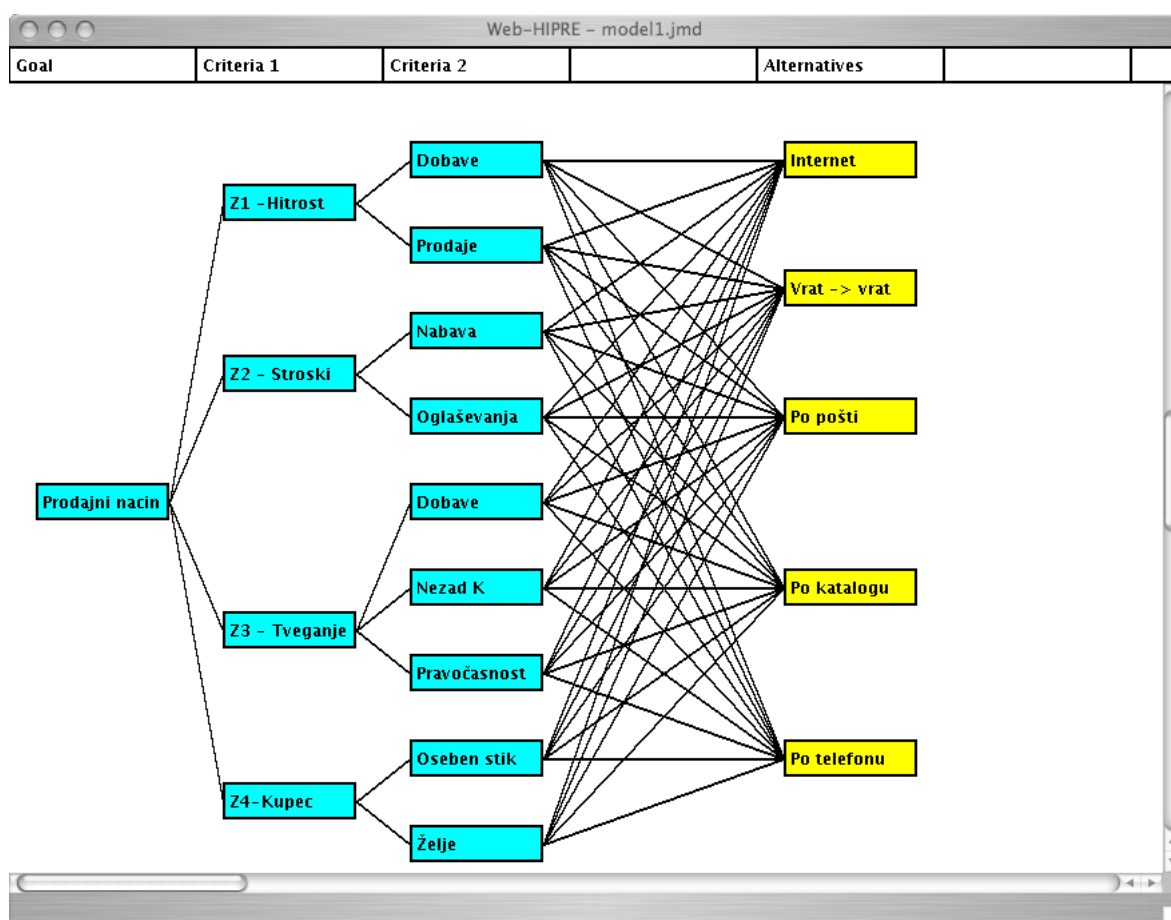 Web-HIPRE – model1.jmd
Goal
Criteria 1
Criteria 2
Alternatives
Prodajni nacin
Z1 -Hitrost
Z2 - Stroski
Z3 - Tveganje
Z4-Kupec
Dobave
Prodaje
Nabava
Oglaševanja
Dobave
Nezad K
Pravočasnost
Oseben stik
Želje
Internet
Vrat -> vrat
Po pošti
Po katalogu
Po telefonu